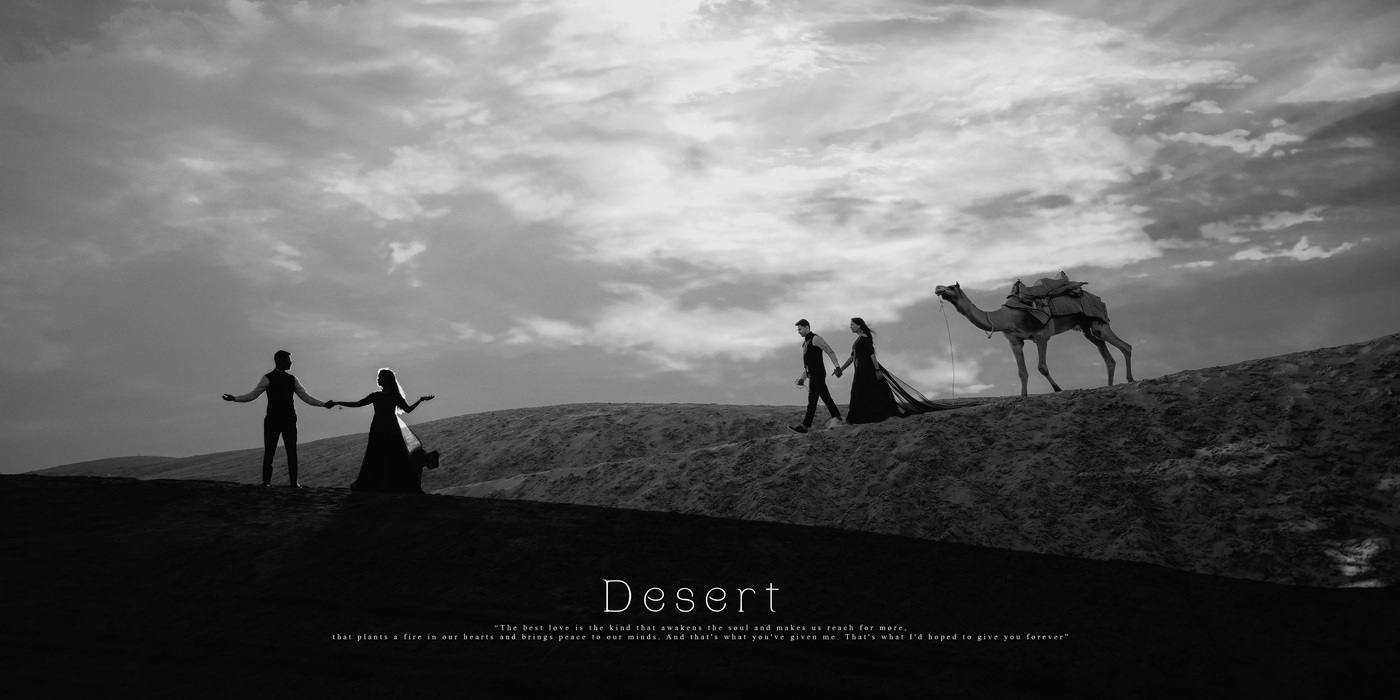 Desert
“The best love is the kind that awakens the soul and makes us reach for more,
that plants a fire in our hearts and brings peace to our minds. And that's what you've given me. That's what I'd hoped to give you forever”